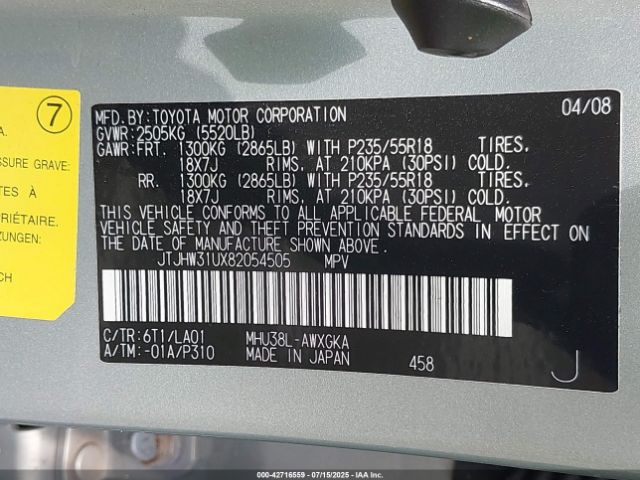 7
A.
SSURE GRAVE:
TES À
PRIÉTAIRE.
ZUNGEN:
CH
MFD. BY: TOYOTA MOTOR CORPORATION 04/08
GVWR: 2505KG (5520LB)
GAWR: FRT. 1300KG (2865LB) WITH P235/55R18 TIRES,
18X7J RIMS, AT 210KPA (30PSI) COLD.
RR. 1300KG (2865LB) WITH P235/55R18 TIRES,
18X7J RIMS, AT 210KPA (30PSI) COLD.
THIS VEHICLE CONFORMS TO ALL APPLICABLE FEDERAL MOTOR
VEHICLE SAFETY AND THEFT PREVENTION STANDARDS IN EFFECT ON
THE DATE OF MANUFACTURE SHOWN ABOVE.
JTJHW31UX82054505 MPV
C/TR: 6T1/LA01 MHU38L-AWXGKA
A/TM: -01A/P310 MADE IN JAPAN 458 J
000-42716559 - 07/15/2025 - IAAI.COM